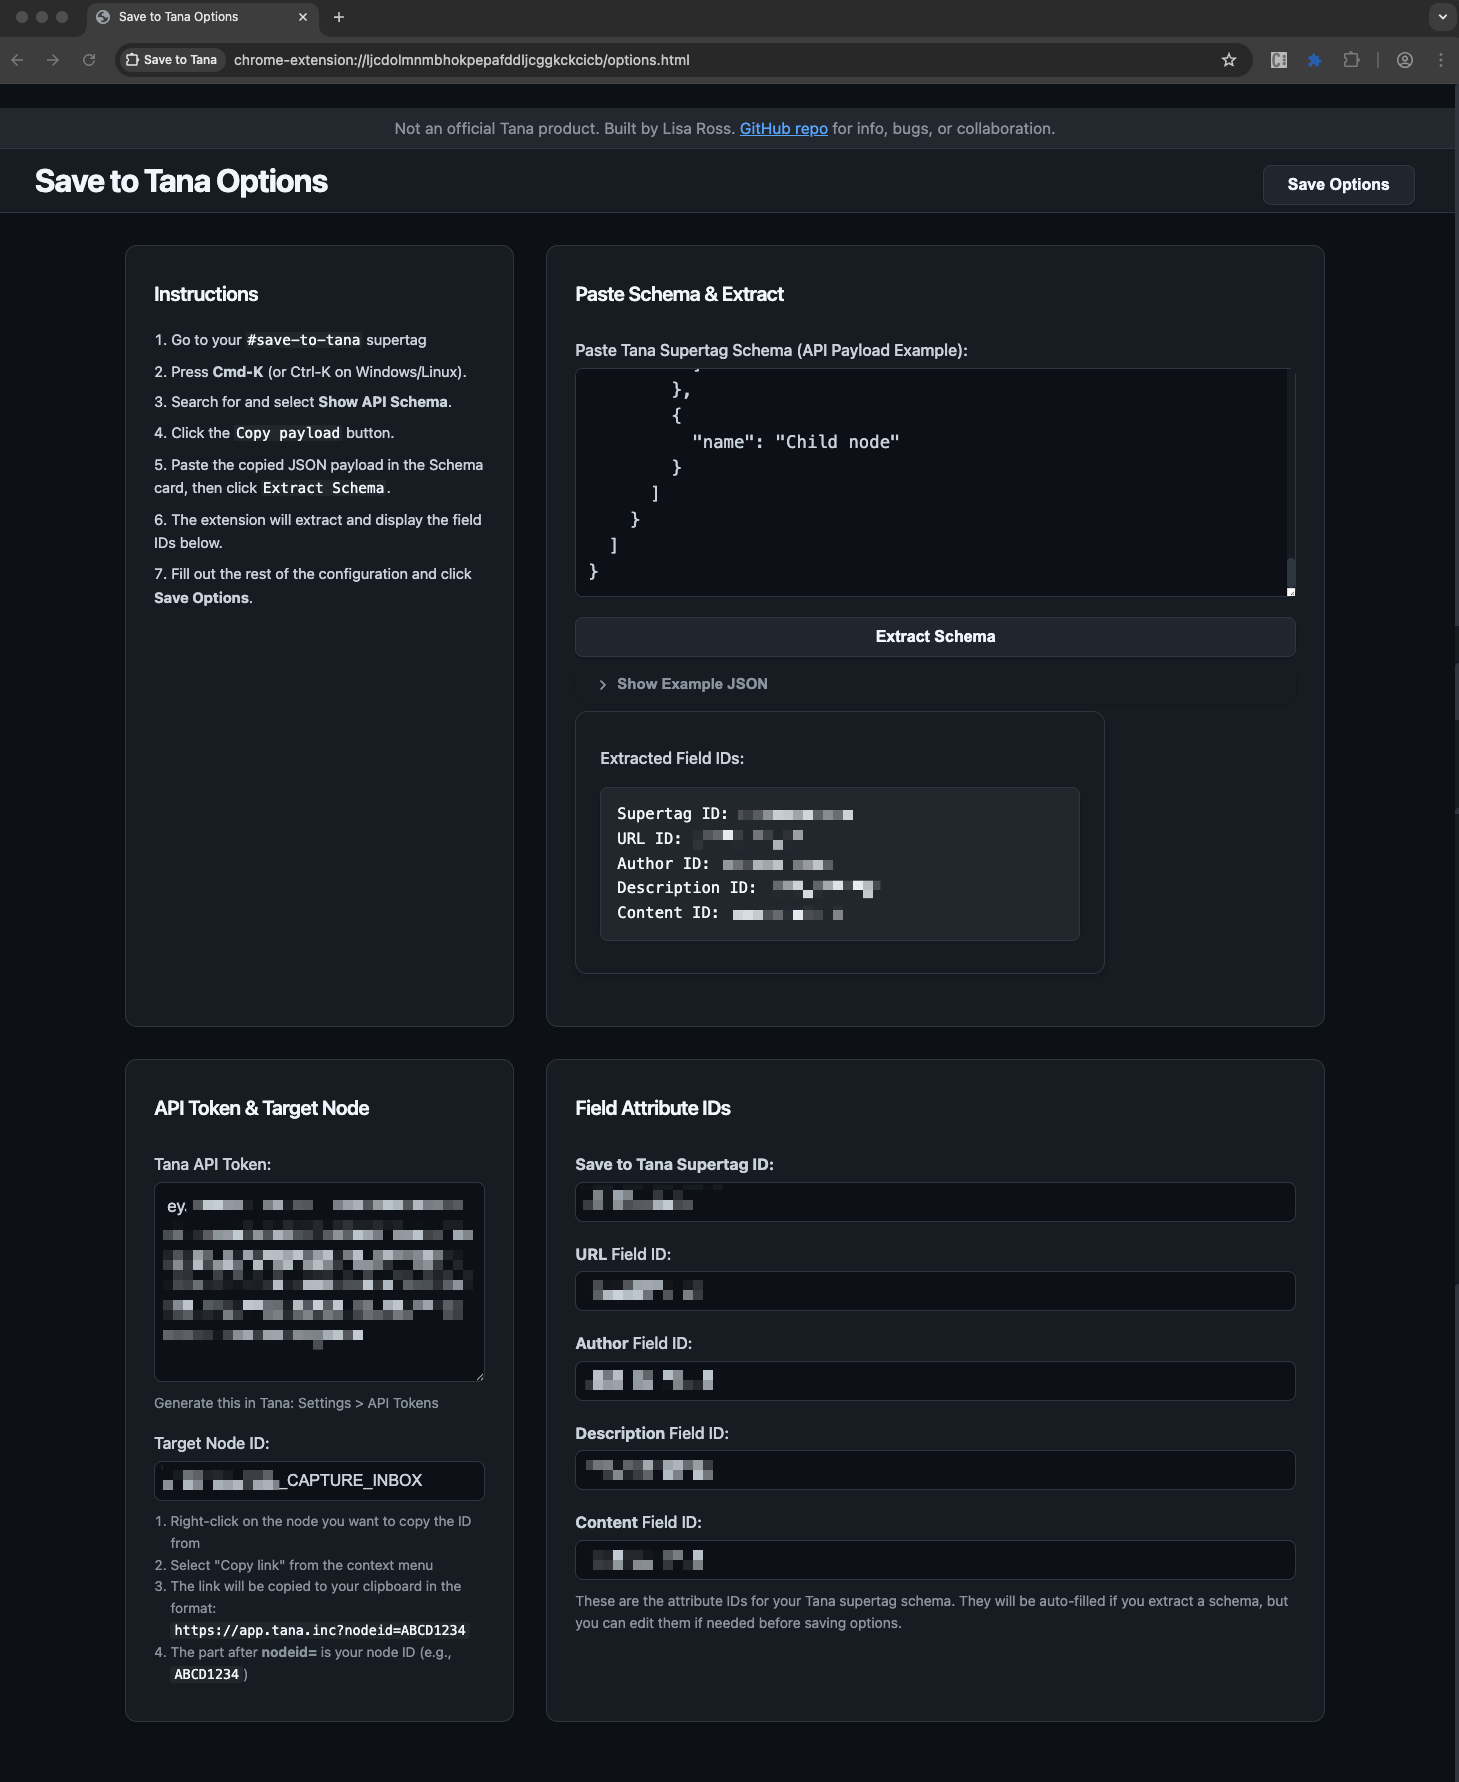 Save to Tana Options
Save to Tana
chrome-extension://ljcdolmnmbhokpepafddljcggkckcicb/options.html
Not an official Tana product. Built by Lisa Ross. GitHub repo for info, bugs, or collaboration.
Save to Tana Options
Save Options
Instructions
1. Go to your #save-to-tana supertag
2. Press Cmd-K (or Ctrl-K on Windows/Linux).
3. Search for and select Show API Schema.
4. Click the Copy payload button.
5. Paste the copied JSON payload in the Schema
card, then click Extract Schema.
6. The extension will extract and display the field
IDs below.
7. Fill out the rest of the configuration and click
Save Options.
Paste Schema & Extract
Paste Tana Supertag Schema (API Payload Example):
},
{
"name": "Child node"
}
]
}
]
}
Extract Schema
Show Example JSON
Extracted Field IDs:
Supertag ID:
URL ID:
Author ID:
Description ID:
Content ID:
API Token & Target Node
Tana API Token:
ey
Generate this in Tana: Settings > API Tokens
Target Node ID:
_CAPTURE_INBOX
1. Right-click on the node you want to copy the ID
from
2. Select "Copy link" from the context menu
3. The link will be copied to your clipboard in the
format:
https://app.tana.inc?nodeid=ABCD1234
4. The part after nodeid= is your node ID (e.g.,
ABCD1234 )
Field Attribute IDs
Save to Tana Supertag ID:
URL Field ID:
Author Field ID:
Description Field ID:
Content Field ID:
These are the attribute IDs for your Tana supertag schema. They will be auto-filled if you extract a schema, but
you can edit them if needed before saving options.